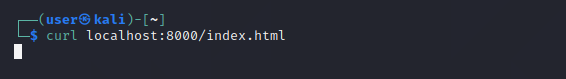 ┌──(user㉿kali)-[~]
└─$ curl localhost:8000/index.html